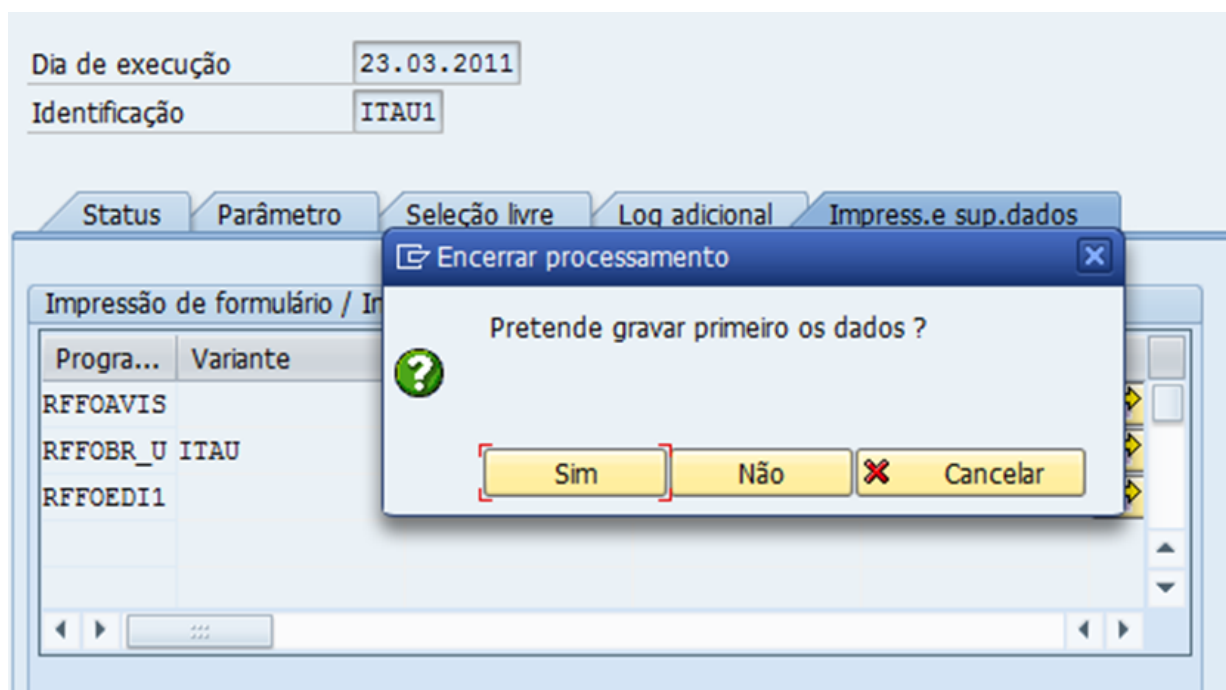 Dia de execução 23.03.2011
Identificação ITAU1
Status Parâmetro Seleção livre Log adicional Impress.e sup.dados
Encerrar processamento
Impressão de formulário /
Pretende gravar primeiro os dados ?
Progra... Variante
RFFOAVIS
RFFOBR_U ITAU
Sim Não Cancelar
RFFOEDI1